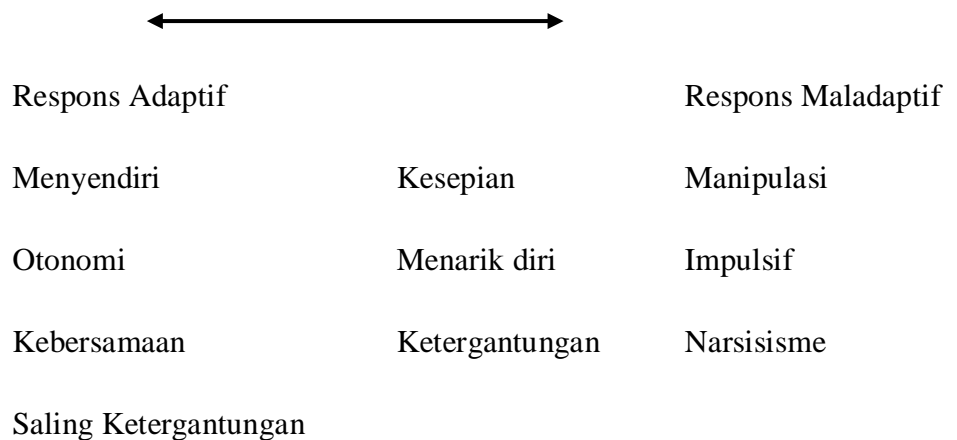 Respons Adaptif Respons Maladaptif
Menyendiri Kesepian Manipulasi
Otonomi Menarik diri Impulsif
Kebersamaan Ketergantungan Narsisisme
Saling Ketergantungan